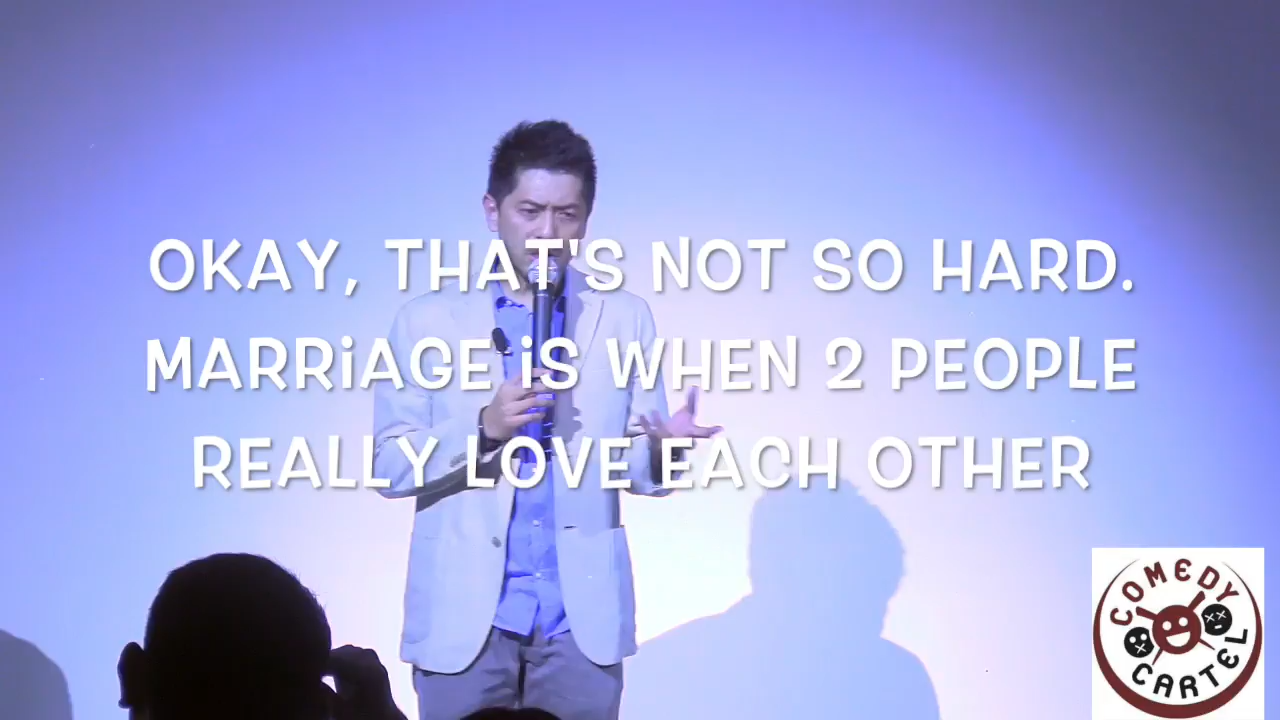 OKAY, THAT'S NOT SO HARD.
MARRiAGE iS WHEN 2 PEOPLE
REALLY LOVE EACH OTHER
COMEDY
CARTEL